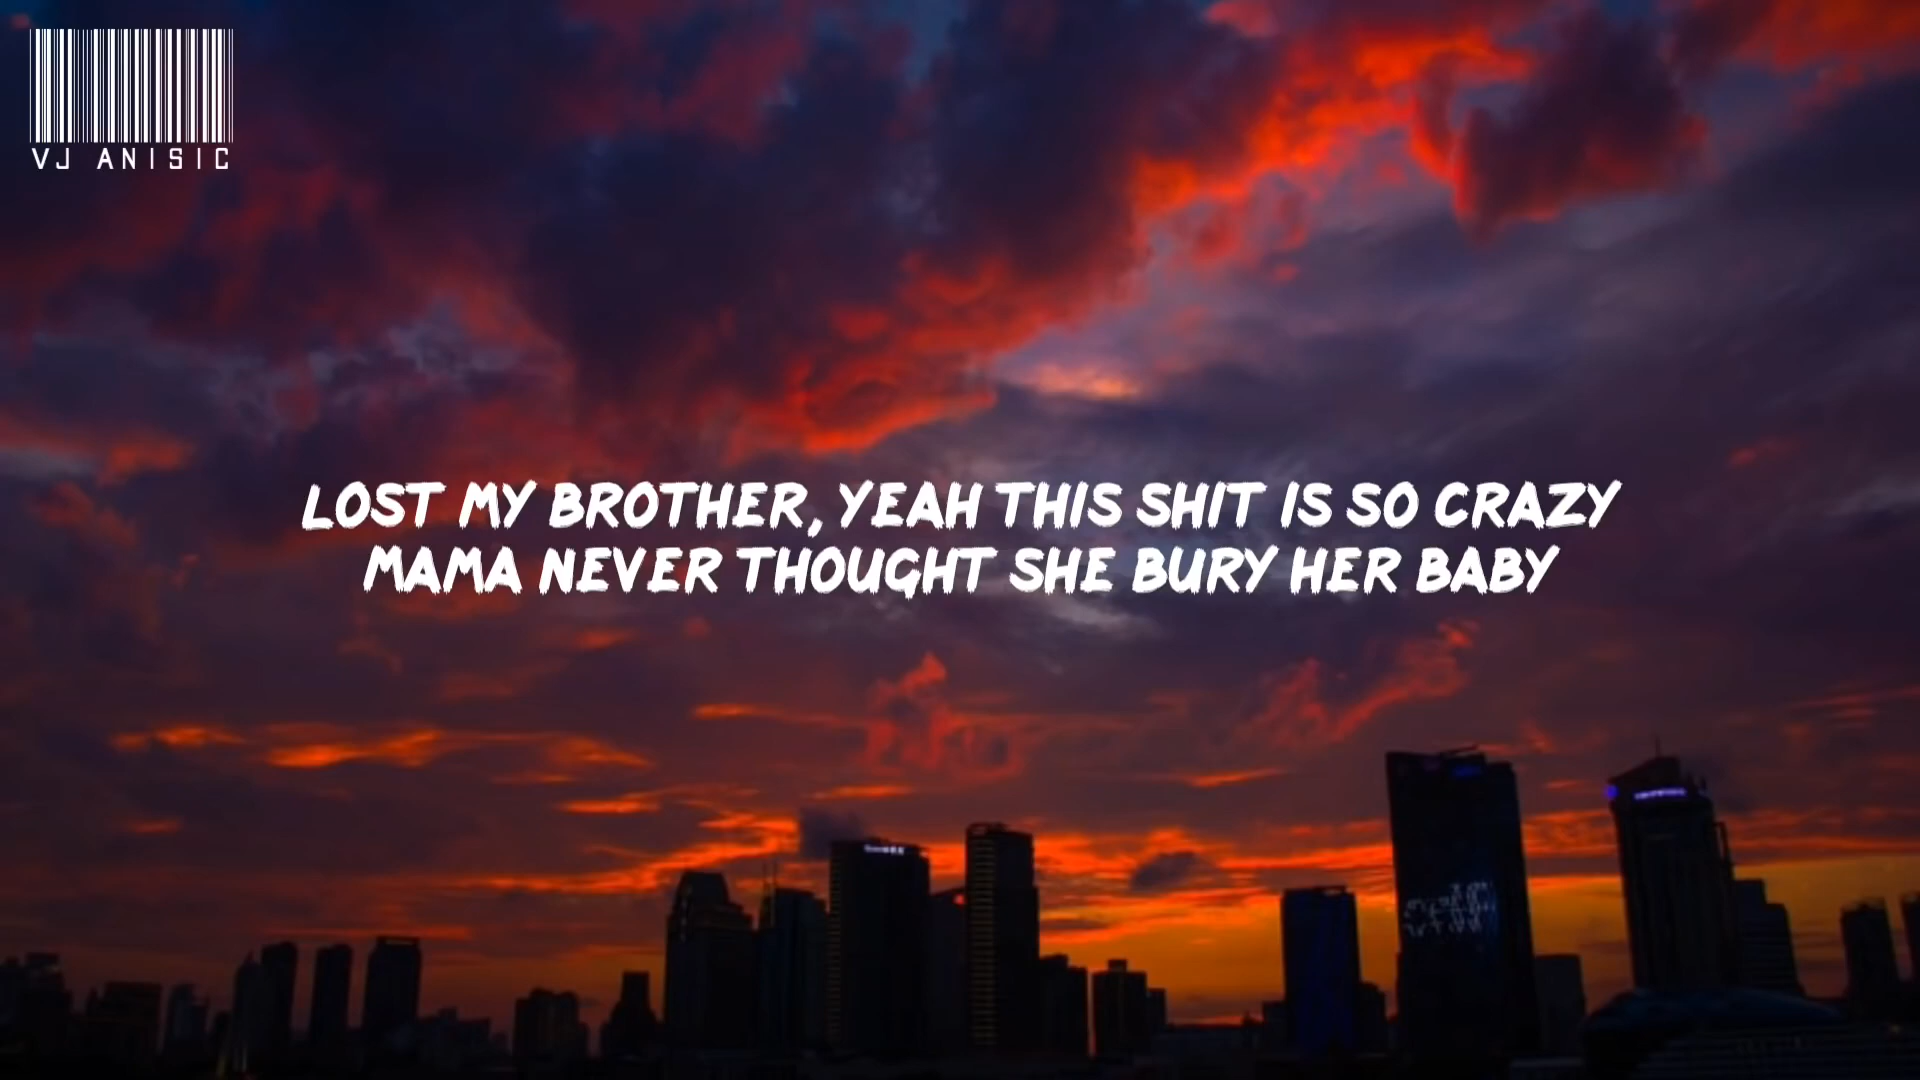 VJ ANISIC
LOST MY BROTHER, YEAH THIS SHIT IS SO CRAZY
MAMA NEVER THOUGHT SHE BURY HER BABY